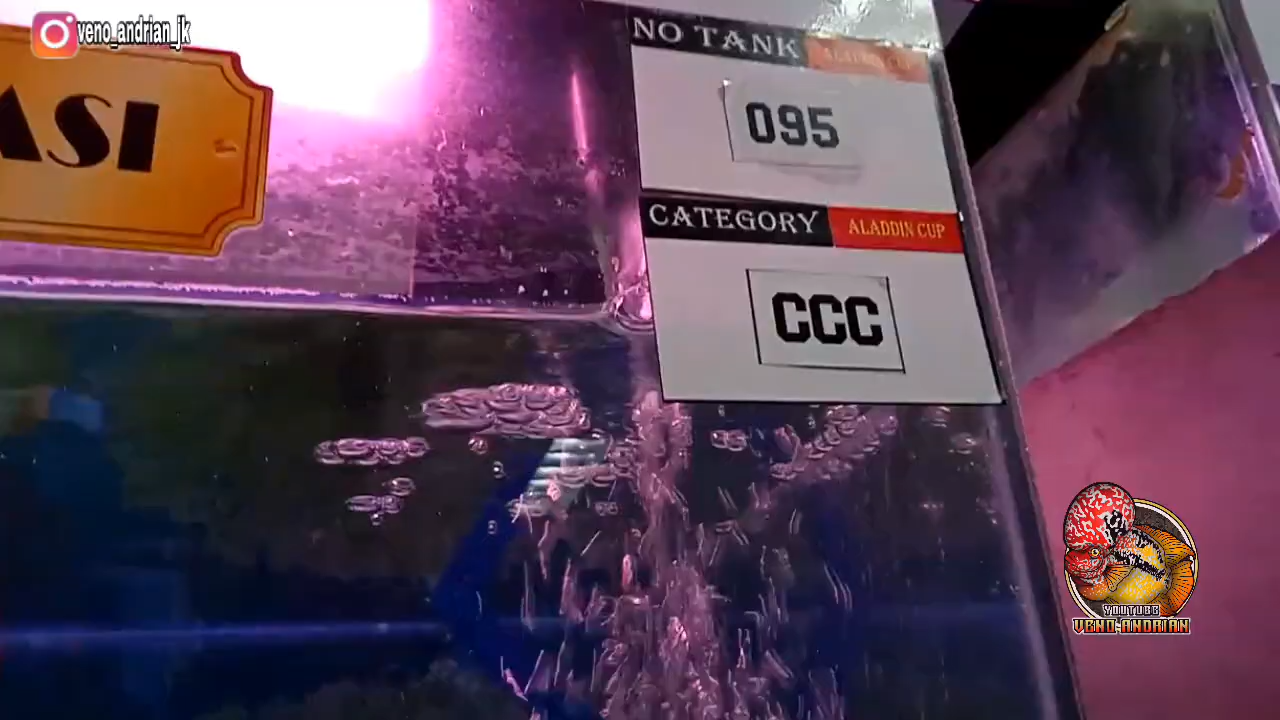 veno_andrian_jk
ASI
NO TANK
ALADDIN CUP
095
CATEGORY
ALADDIN CUP
CCC
YOUTUBE
VENO ANDRIAN